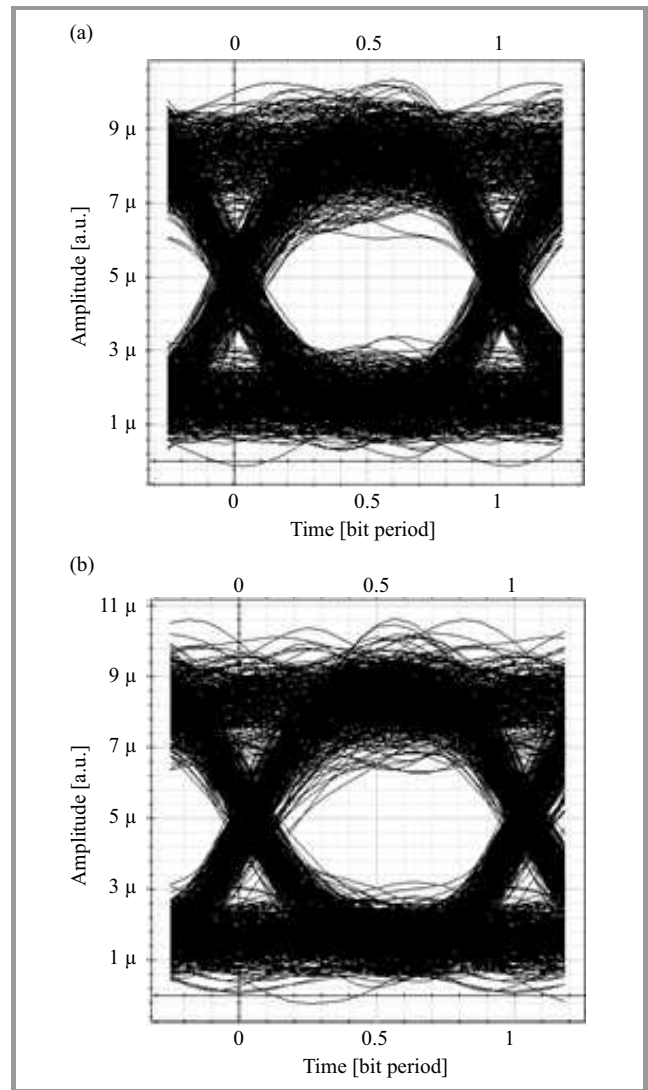 (a)
0 0.5 1
9 μ
7 μ
5 μ
3 μ
1 μ
Amplitude [a.u.]
0 0.5 1
Time [bit period]
(b)
0 0.5 1
11 μ
9 μ
7 μ
5 μ
3 μ
1 μ
Amplitude [a.u.]
0 0.5 1
Time [bit period]